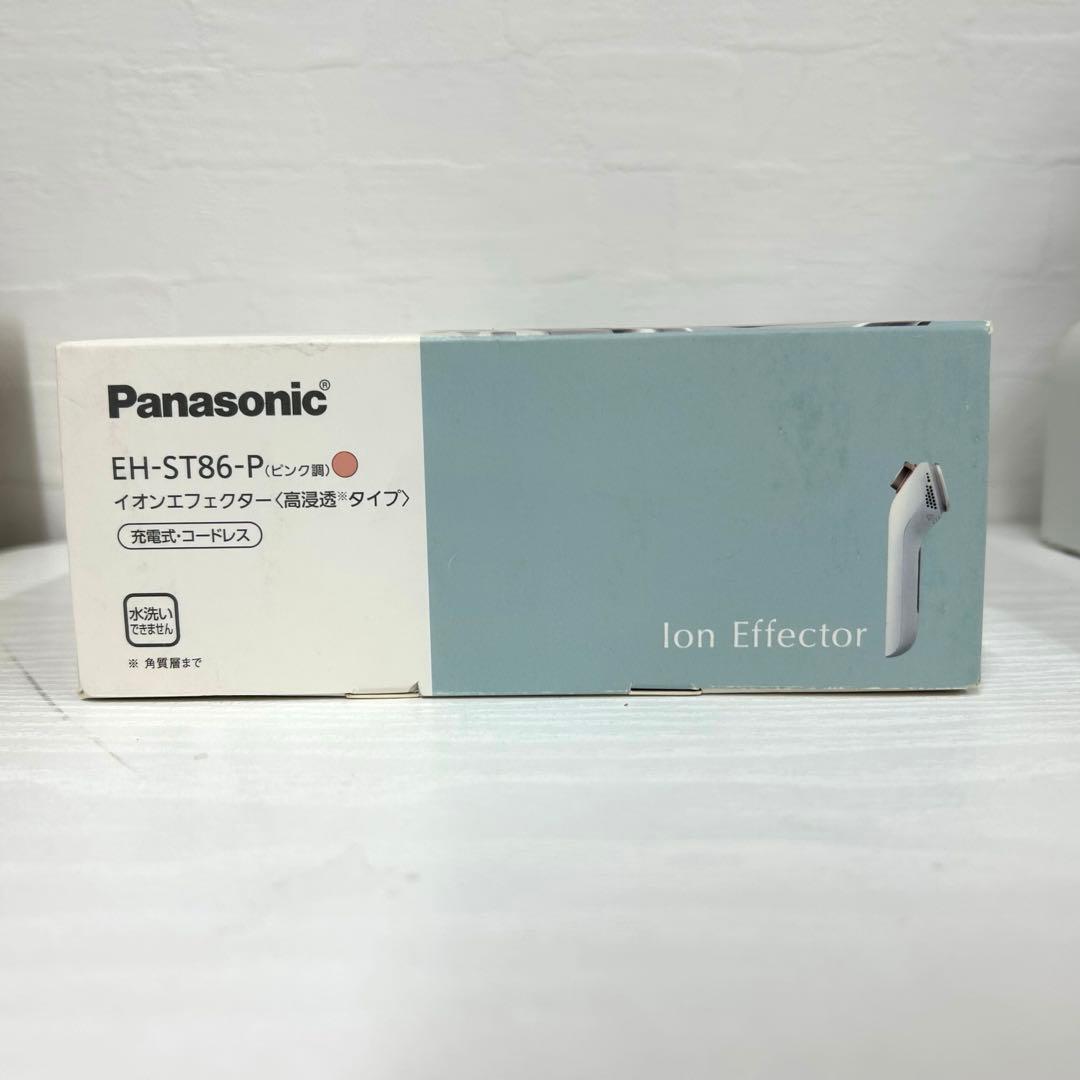 Panasonic®
EH-ST86-P(ピンク調)
イオンエフェクター〈高浸透※タイプ〉
充電式・コードレス
水洗い
できません
※ 角質層まで
Ion Effector